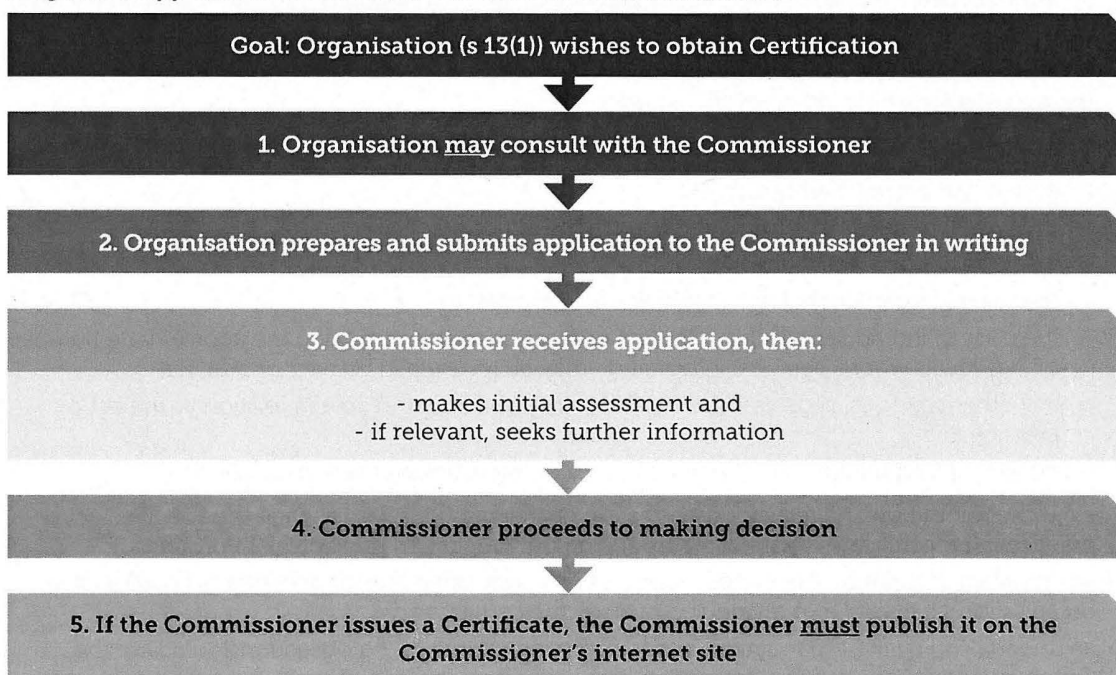 Goal: Organisation (s 13(1)) wishes to obtain Certification
1. Organisation may consult with the Commissioner
2. Organisation prepares and submits application to the Commissioner in writing
3. Commissioner receives application, then:
- makes initial assessment and
- if relevant, seeks further information
4. Commissioner proceeds to making decision
5. If the Commissioner issues a Certificate, the Commissioner must publish it on the
Commissioner's internet site